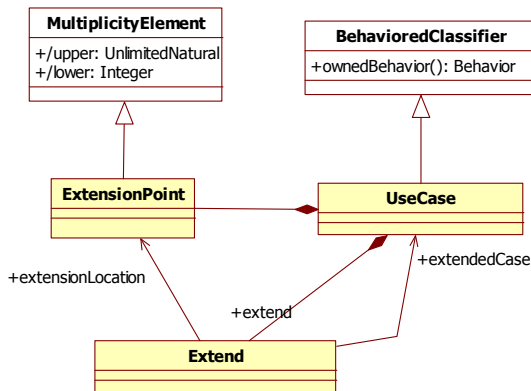 MultiplicityElement
+/upper: UnlimitedNatural
+/lower: Integer
BehavioredClassifier
+ownedBehavior(): Behavior
ExtensionPoint
UseCase
+extensionLocation
+extend
+extendedCase
Extend